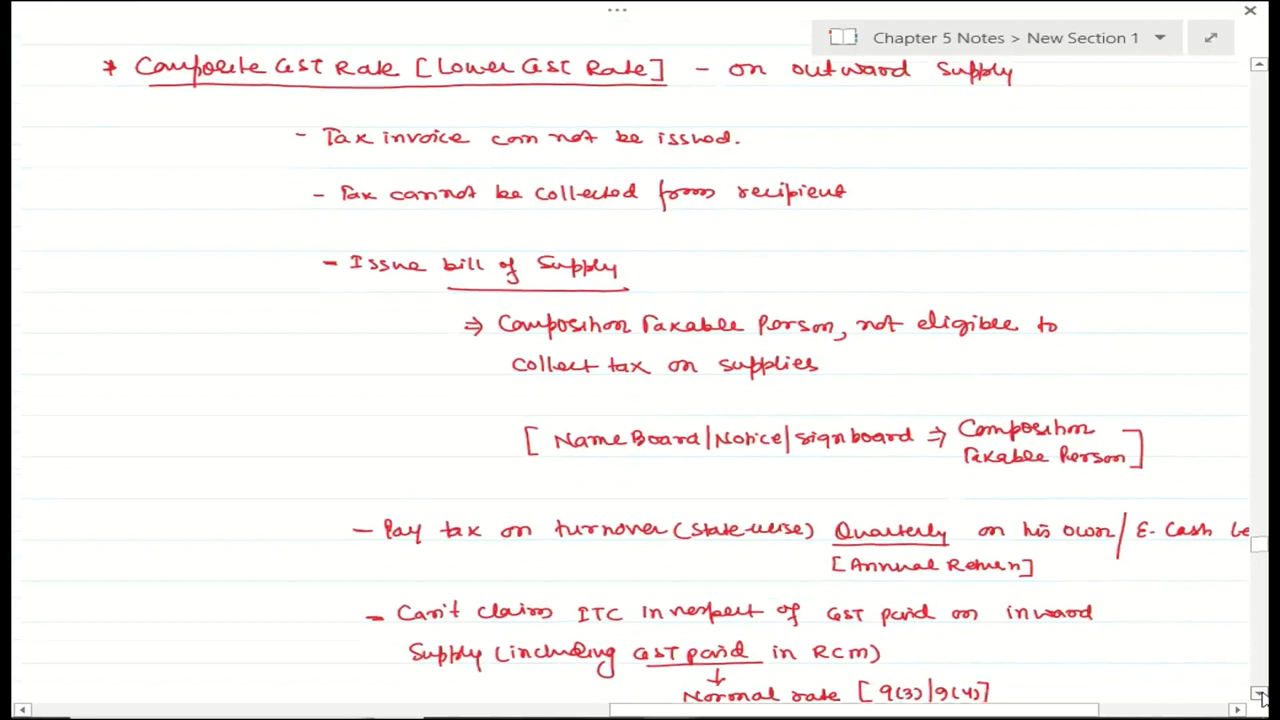 Chapter 5 Notes > New Section 1
* Composite GST Rate [Lower GST Rate] - on outward supply
- Tax invoice can not be issued.
- Tax cannot be collected from recipient
- Issue bill of supply
⇒ Composition Taxable Person, not eligible to
collect tax on supplies
[Name Board|Notice|Signboard ⇒ Composition
Taxable Person]
- Pay tax on turnover (state-wise) Quarterly on his own/E-Cash le
[Annual Return]
- Can't claim ITC in respect of GST paid on inward
supply (including GST paid in RCM)
↓
Normal rate [9(3)|9(4)]